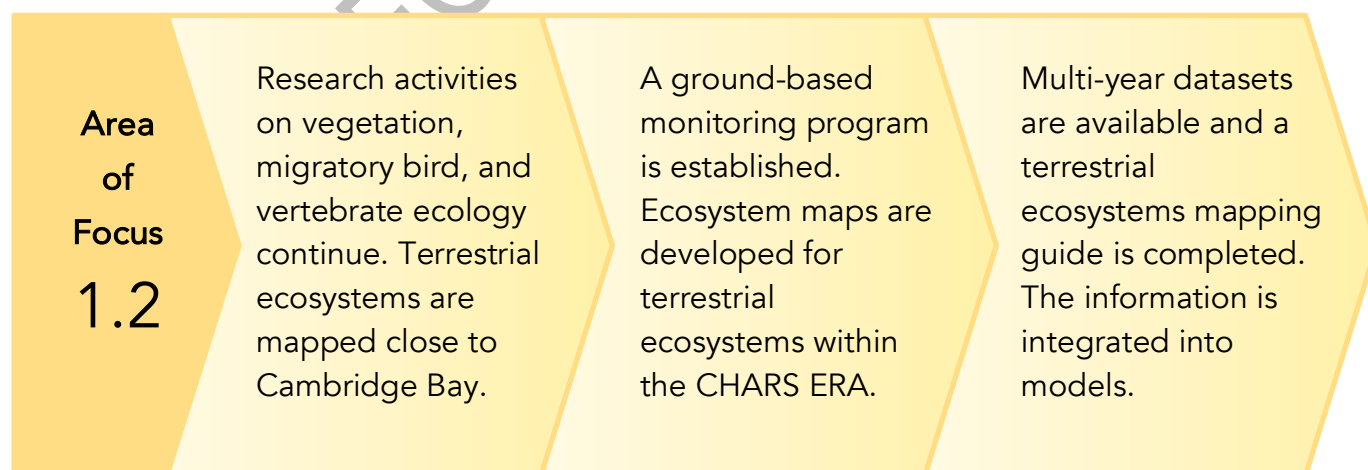 Area
of
Focus
1.2
Research activities
on vegetation,
migratory bird, and
vertebrate ecology
continue. Terrestrial
ecosystems are
mapped close to
Cambridge Bay.
A ground-based
monitoring program
is established.
Ecosystem maps are
developed for
terrestrial
ecosystems within
the CHARS ERA.
Multi-year datasets
are available and a
terrestrial
ecosystems mapping
guide is completed.
The information is
integrated into
models.